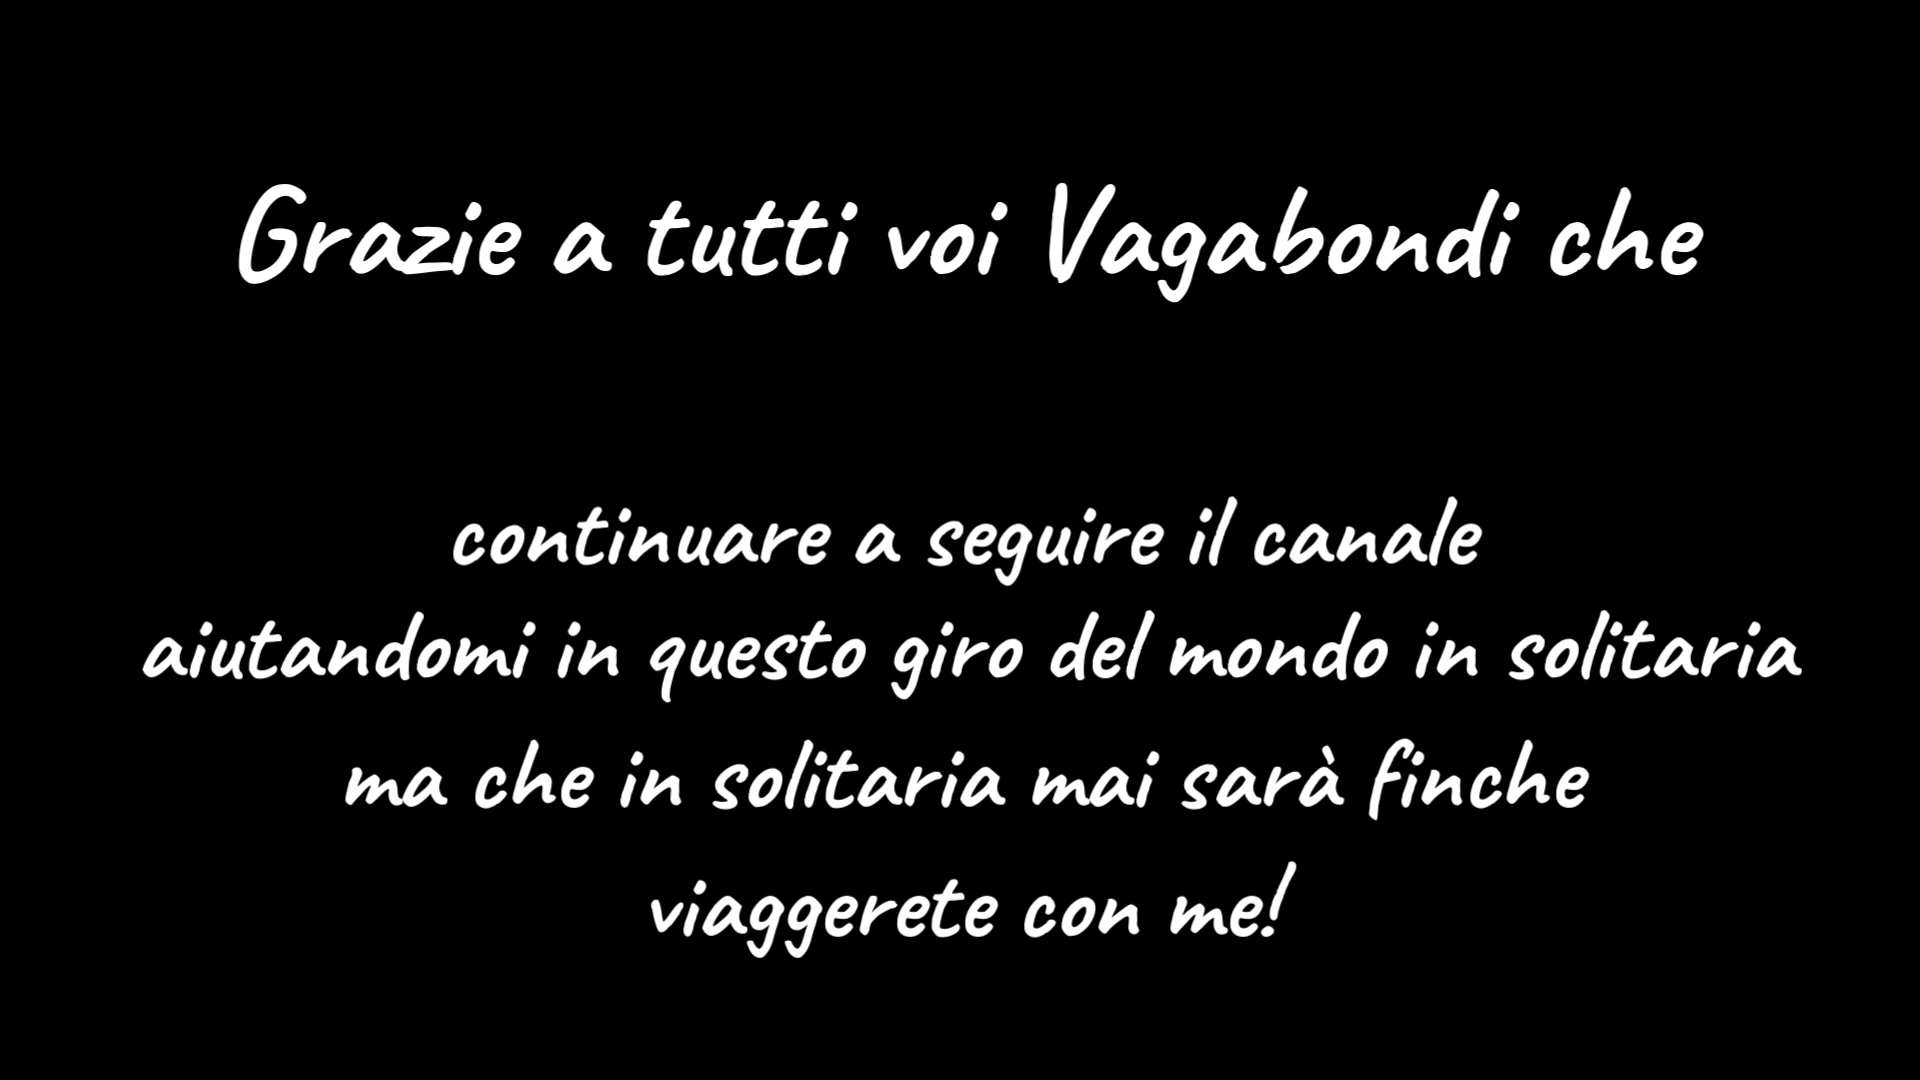 Grazie a tutti voi Vagabondi che
continuare a seguire il canale
aiutandomi in questo giro del mondo in solitaria
ma che in solitaria mai sarà finche
viaggerete con me!